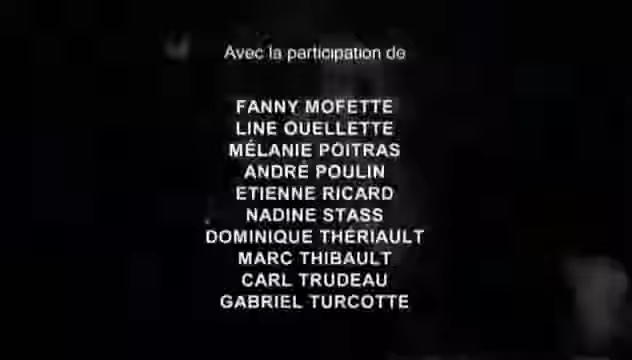 Avec la participation de
FANNY MOFETTE
LINE OUELLETTE
MÉLANIE POITRAS
ANDRÉ POULIN
ETIENNE RICARD
NADINE STASS
DOMINIQUE THÉRIAULT
MARC THIBAULT
CARL TRUDEAU
GABRIEL TURCOTTE